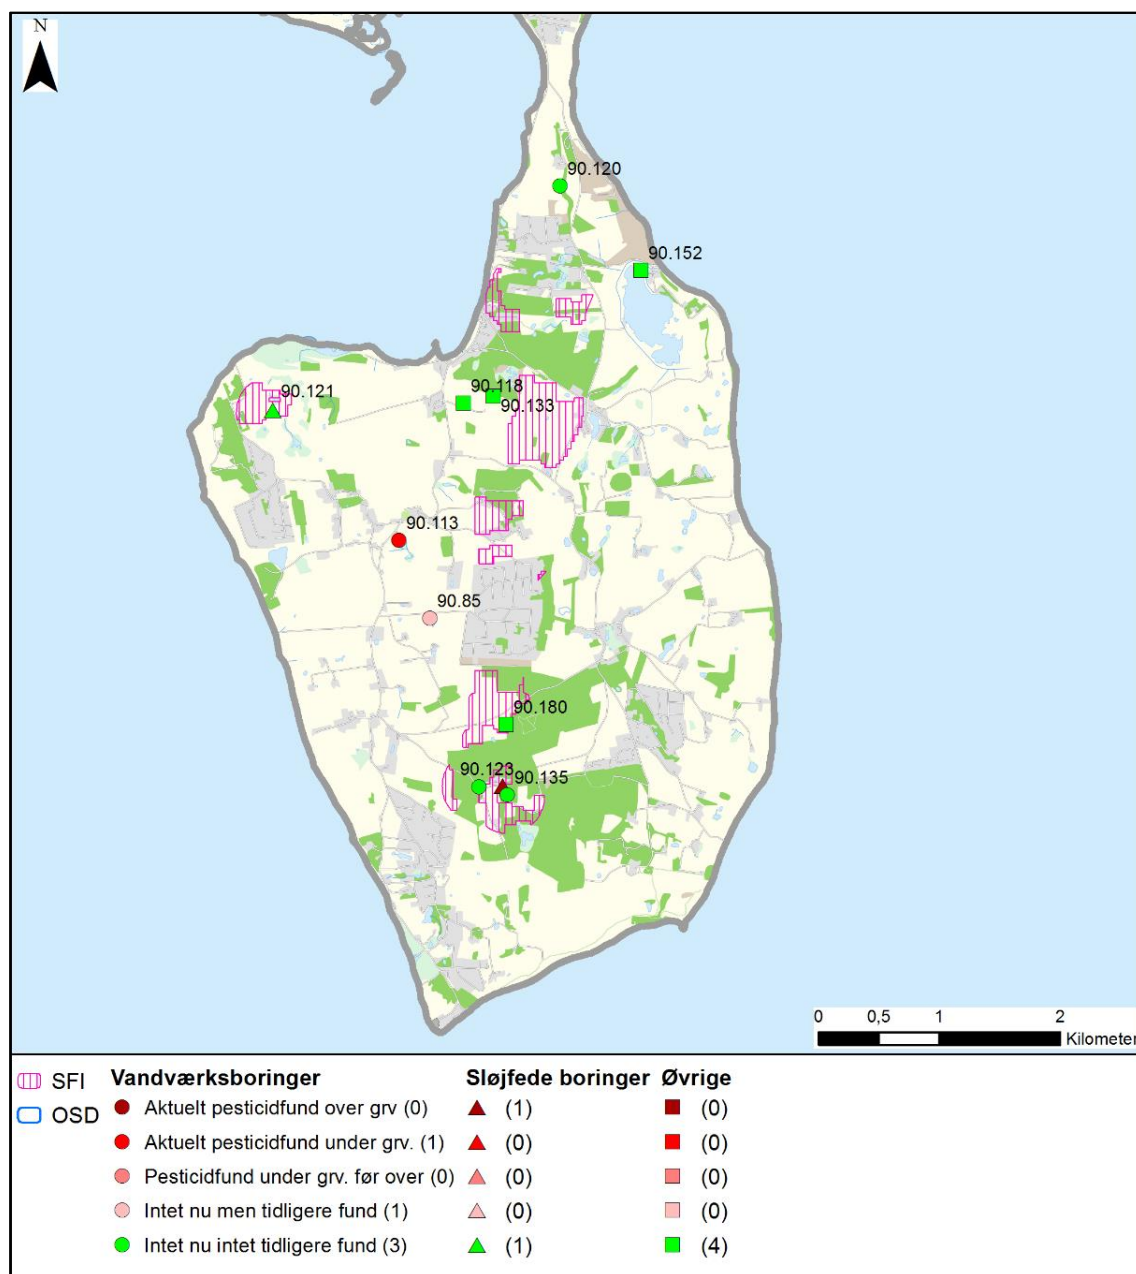 N
90.120
90.152
90.118
90.121
90.133
90.113
90.85
90.180
90.123
90.135
0 0,5 1 2
Kilometer
SFI
OSD
Vandværksboringer Sløjfede boringer Øvrige
Aktuelt pesticidfund over grv (0) (1) (0)
Aktuelt pesticidfund under grv. (1) (0) (0)
Pesticidfund under grv. før over (0) (0) (0)
Intet nu men tidligere fund (1) (0) (0)
Intet nu intet tidligere fund (3) (1) (4)